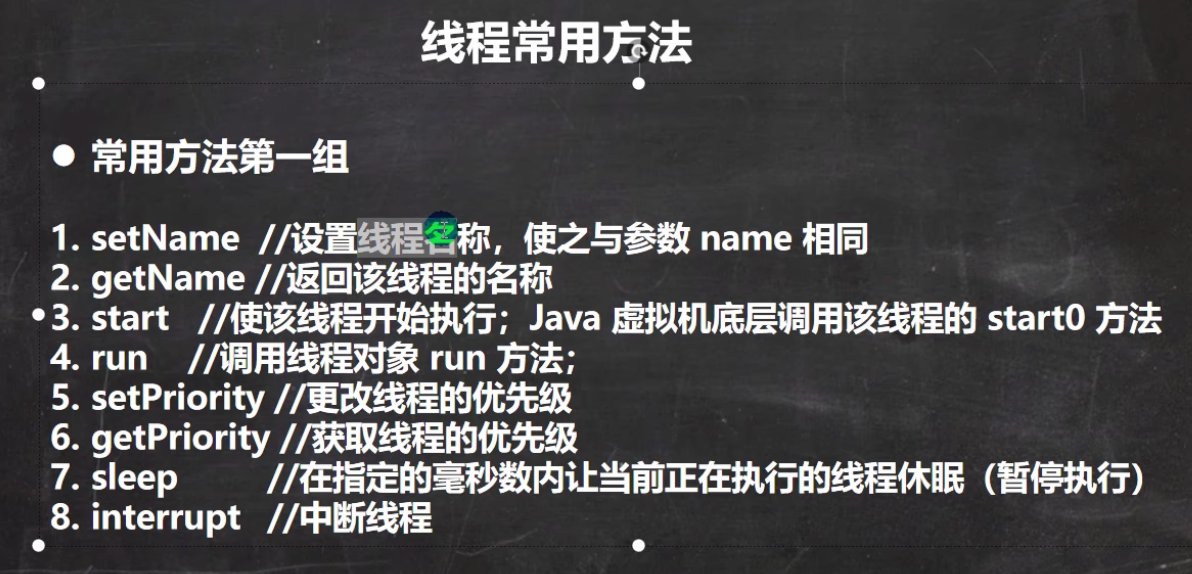 线程常用方法
● 常用方法第一组
1. setName //设置线程名称，使之与参数 name 相同
2. getName //返回该线程的名称
3. start //使该线程开始执行；Java 虚拟机底层调用该线程的 start0 方法
4. run //调用线程对象 run 方法；
5. setPriority //更改线程的优先级
6. getPriority //获取线程的优先级
7. sleep //在指定的毫秒数内让当前正在执行的线程休眠（暂停执行）
8. interrupt //中断线程